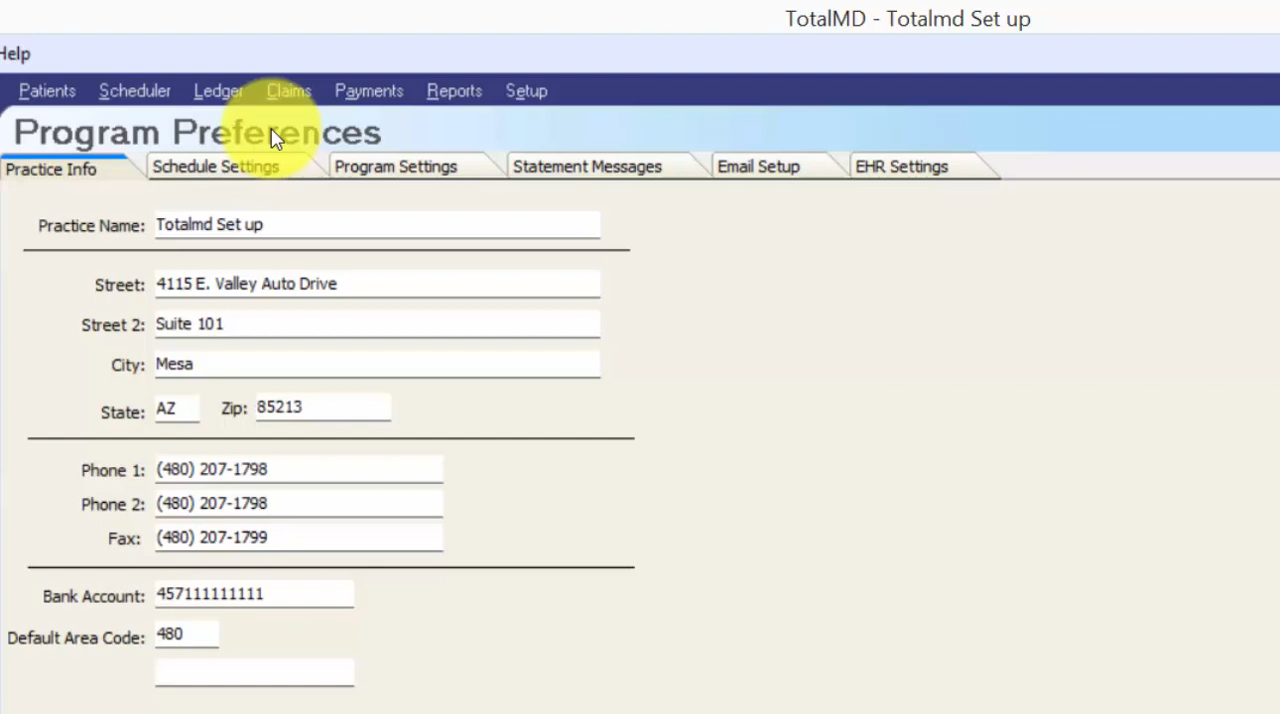 TotalMD - Totalmd Set up
Help
Patients Scheduler Ledger Claims Payments Reports Setup
Program Preferences
Practice Info Schedule Settings Program Settings Statement Messages Email Setup EHR Settings
Practice Name: Totalmd Set up
Street: 4115 E. Valley Auto Drive
Street 2: Suite 101
City: Mesa
State: AZ Zip: 85213
Phone 1: (480) 207-1798
Phone 2: (480) 207-1798
Fax: (480) 207-1799
Bank Account: 457111111111
Default Area Code: 480